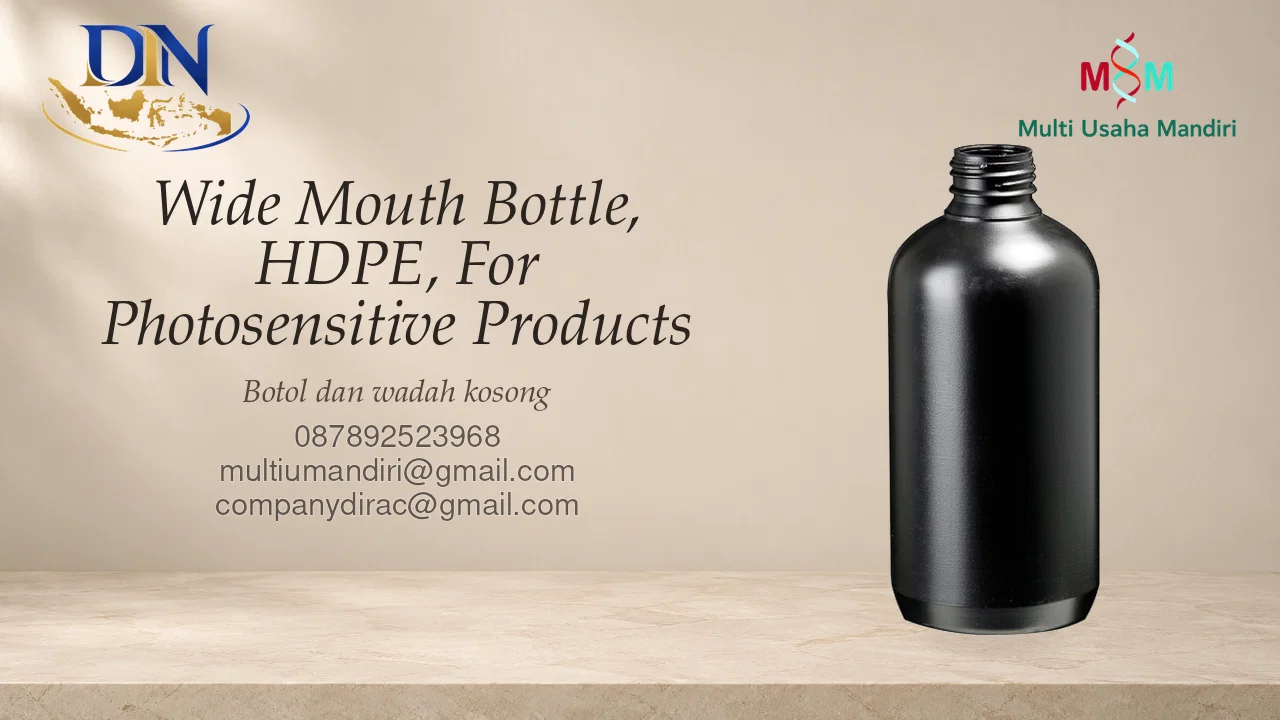 DN
M M
Multi Usaha Mandiri
Wide Mouth Bottle,
HDPE, For
Photosensitive Products
Botol dan wadah kosong
087892523968
multiumandiri@gmail.com
companydirac@gmail.com